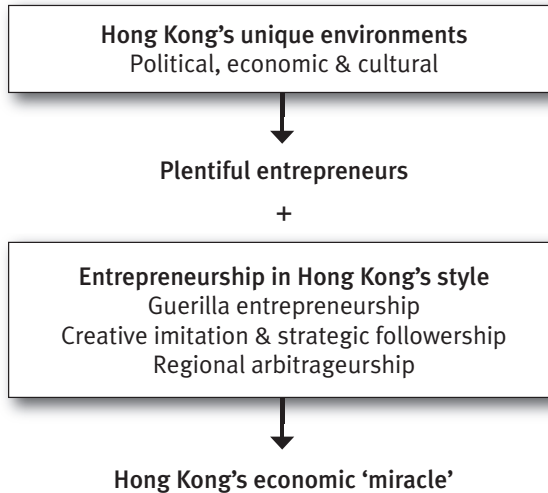 Hong Kong’s unique environments
Political, economic & cultural
Plentiful entrepreneurs
+
Entrepreneurship in Hong Kong’s style
Guerilla entrepreneurship
Creative imitation & strategic followership
Regional arbitrageurship
Hong Kong’s economic ‘miracle’